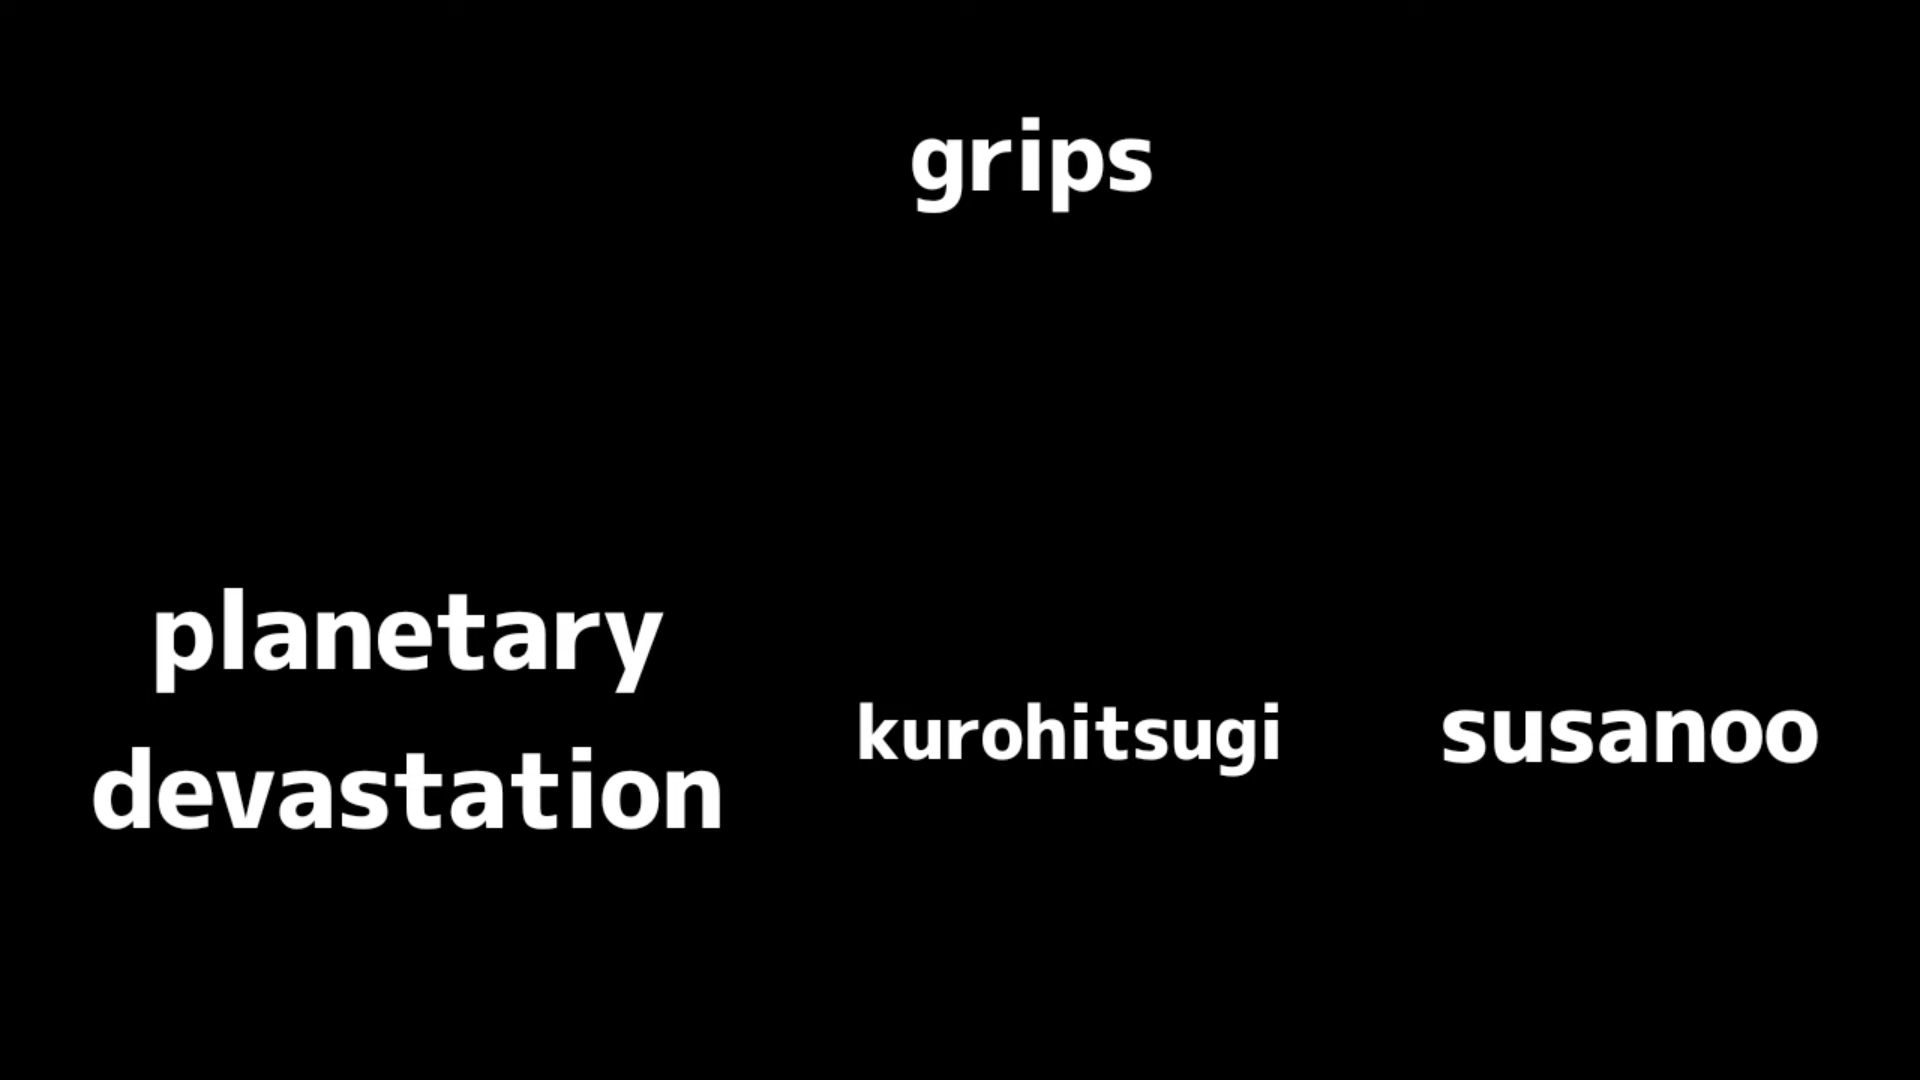 grips
planetary
devastation
kurohitsugi
susanoo